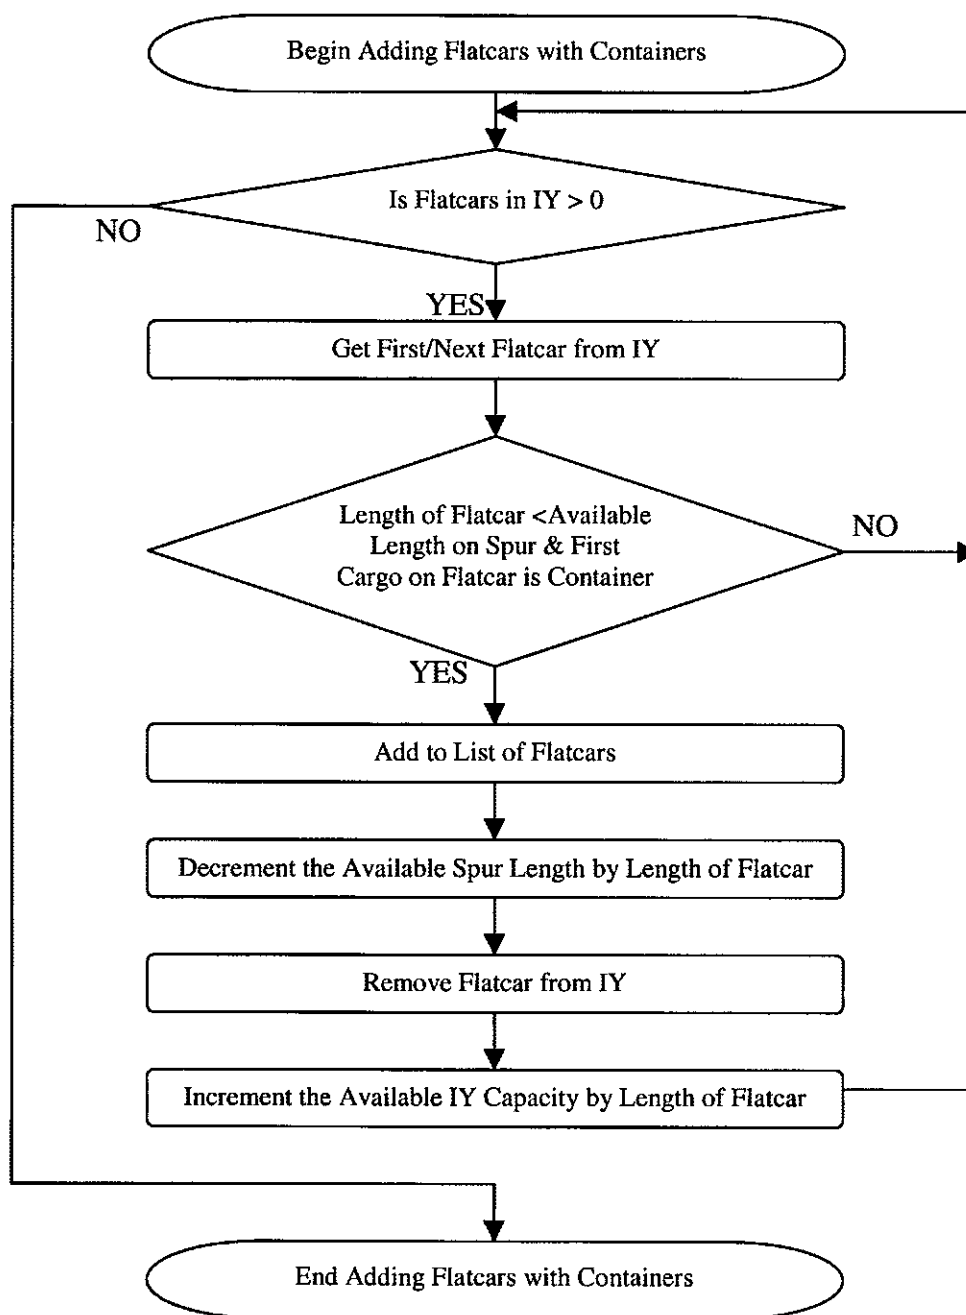 Begin Adding Flatcars with Containers
Is Flatcars in IY > 0
NO
YES
Get First/Next Flatcar from IY
Length of Flatcar <Available
Length on Spur & First
Cargo on Flatcar is Container
NO
YES
Add to List of Flatcars
Decrement the Available Spur Length by Length of Flatcar
Remove Flatcar from IY
Increment the Available IY Capacity by Length of Flatcar
End Adding Flatcars with Containers